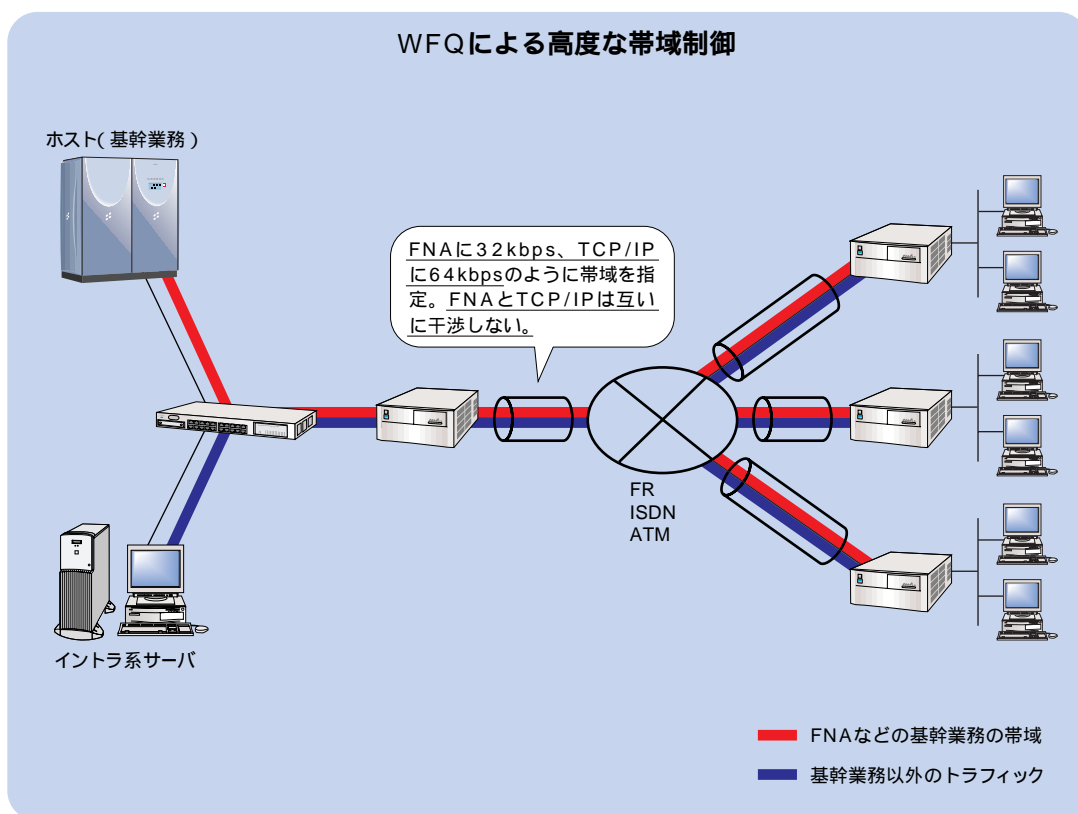 WFQによる高度な帯域制御
ホスト(基幹業務)
FNAに32kbps、TCP/IP
に64kbpsのように帯域を指
定。FNAとTCP/IPは互い
に干渉しない。
FR
ISDN
ATM
イントラ系サーバ
FNAなどの基幹業務の帯域
基幹業務以外のトラフィック